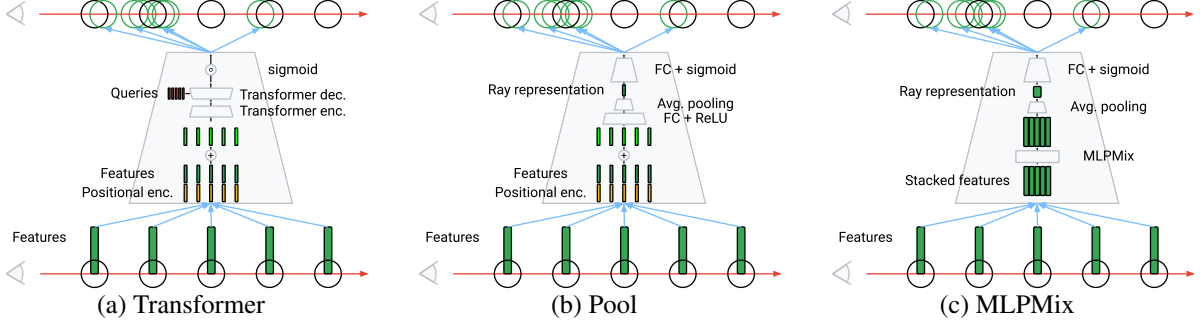 sigmoid
Queries
Transformer dec.
Transformer enc.
+
Features
Positional enc.
Features
(a) Transformer
FC + sigmoid
Ray representation
Avg. pooling
FC + ReLU
+
Features
Positional enc.
Features
(b) Pool
FC + sigmoid
Ray representation
Avg. pooling
MLPMix
Stacked features
Features
(c) MLPMix